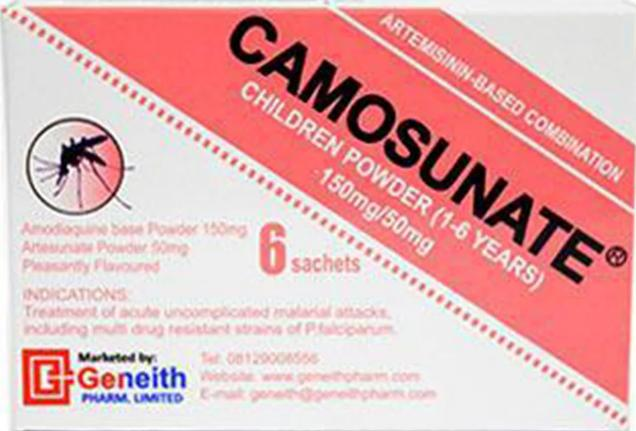 ARTEMISININ-BASED COMBINATION
CAMOSUNATE®
CHILDREN POWDER (1-6 YEARS)
150mg/50mg
Amodiaquine base Powder 150mg
Artesunate Powder 50mg
Pleasantly Flavoured
6 sachets
INDICATIONS:
Treatment of acute uncomplicated malarial attacks,
including multi drug resistant strains of P.falciparum.
Marketed by:
Geneith
PHARM. LIMITED
Tel: 08129008556
Website: www.geneithpharm.com
E-mail: geneith@geneithpharm.com